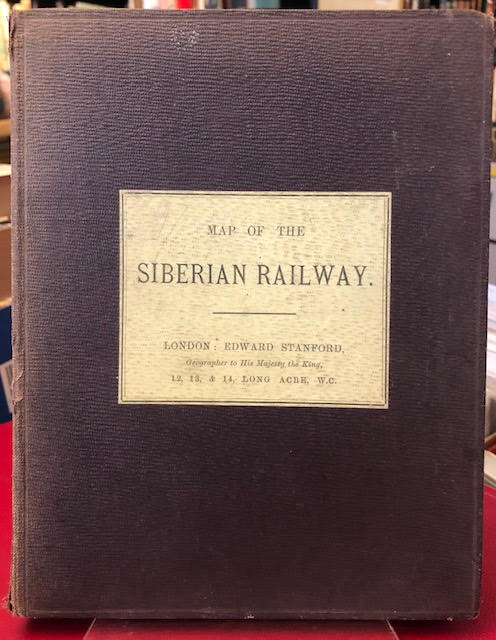 MAP OF THE
SIBERIAN RAILWAY.
LONDON: EDWARD STANFORD,
Geographer to His Majesty the King,
12, 13, & 14, LONG ACRE, W.C.